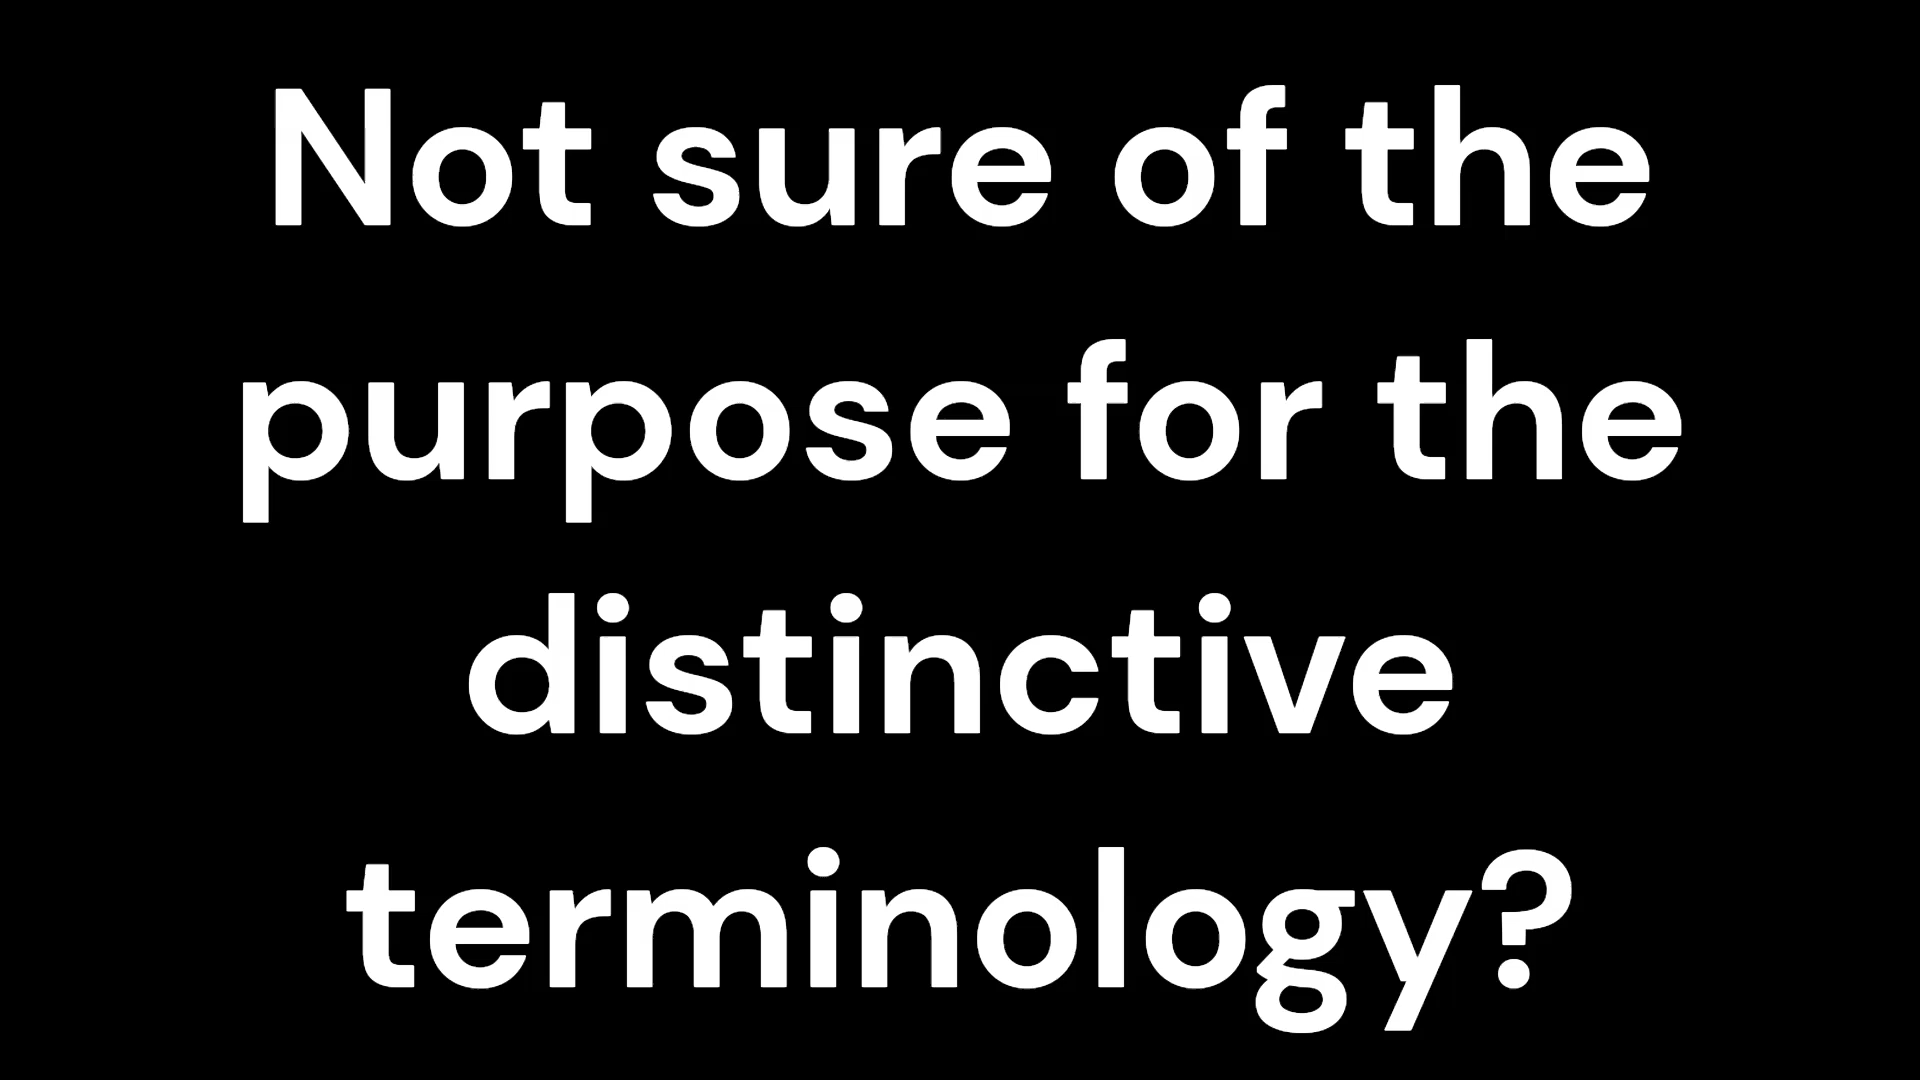 Not sure of the
purpose for the
distinctive
terminology?